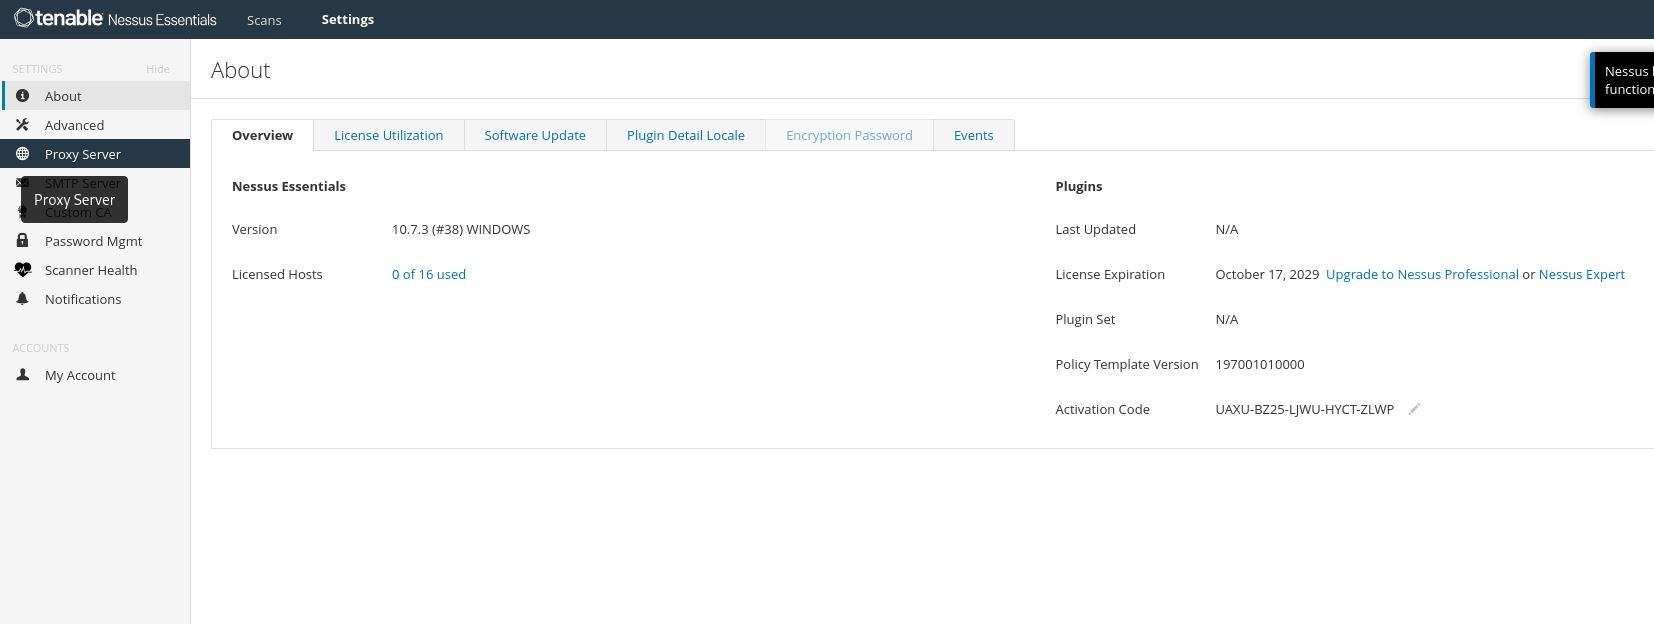 tenable Nessus Essentials Scans Settings
SETTINGS Hide
About
Advanced
Proxy Server
SMTP Server
Proxy Server
Custom CA
Password Mgmt
Scanner Health
Notifications
ACCOUNTS
My Account
About
Nessus
function
Overview License Utilization Software Update Plugin Detail Locale Encryption Password Events
Nessus Essentials
Version 10.7.3 (#38) WINDOWS
Licensed Hosts 0 of 16 used
Plugins
Last Updated N/A
License Expiration October 17, 2029 Upgrade to Nessus Professional or Nessus Expert
Plugin Set N/A
Policy Template Version 197001010000
Activation Code UAXU-BZ25-LJWU-HYCT-ZLWP